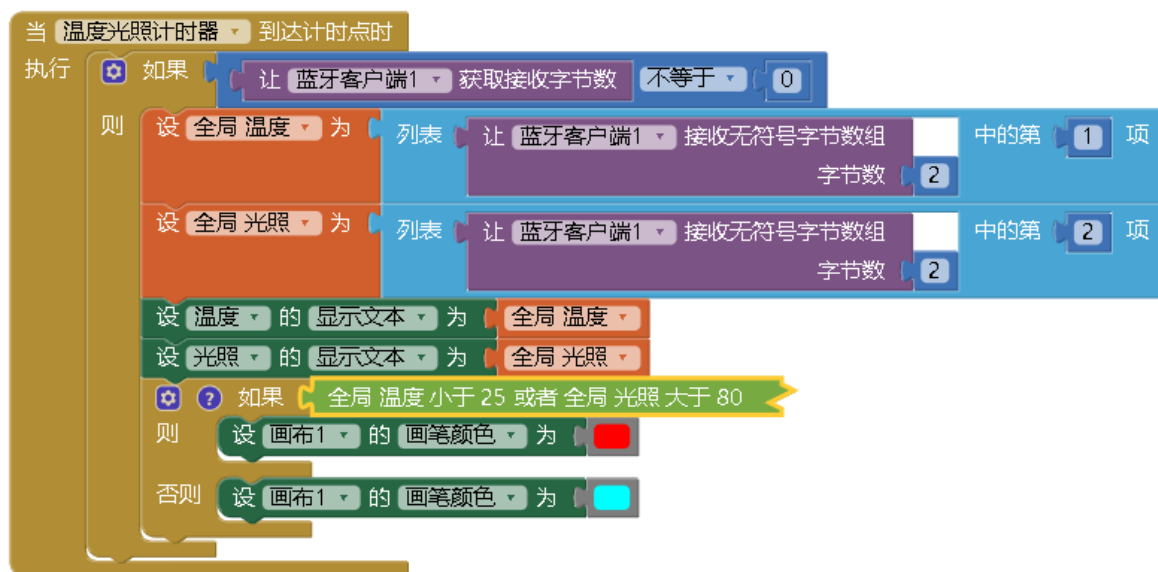 当 温度光照计时器 到达计时点时
执行 如果 让 蓝牙客户端1 获取接收字节数 不等于 0
则 设 全局 温度 为 列表 让 蓝牙客户端1 接收无符号字节数组 中的第 1 项
字节数 2
设 全局 光照 为 列表 让 蓝牙客户端1 接收无符号字节数组 中的第 2 项
字节数 2
设 温度 的 显示文本 为 全局 温度
设 光照 的 显示文本 为 全局 光照
? 如果 全局 温度 小于 25 或者 全局 光照 大于 80
则 设 画布1 的 画笔颜色 为
否则 设 画布1 的 画笔颜色 为